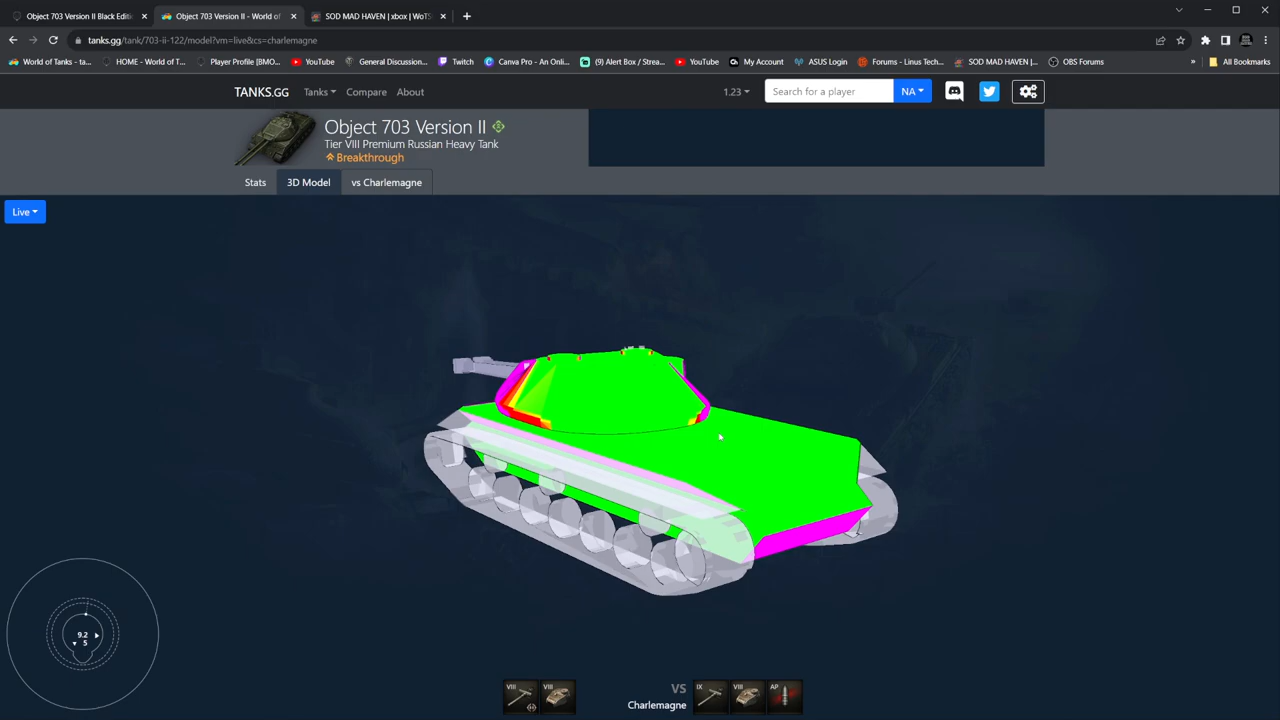 Object 703 Version II Black Editi
Object 703 Version II - World of
SOD MAD HAVEN | xbox | WoTS
tanks.gg/tank/703-ii-122/model?vm=live&cs=charlemagne
World of Tanks - ta...
HOME - World of T...
Player Profile [BMO...
YouTube
General Discussion...
Twitch
Canva Pro - An Onli...
(9) Alert Box / Strea...
YouTube
My Account
ASUS Login
Forums - Linus Tech...
SOD MAD HAVEN |...
OBS Forums
»
All Bookmarks
TANKS.GG
Tanks
Compare
About
1.23
Search for a player
NA
Object 703 Version II
Tier VIII Premium Russian Heavy Tank
Breakthrough
Stats
3D Model
vs Charlemagne
Live
9.2
5
VIII
VIII
VS
Charlemagne
IX
VIII
AP